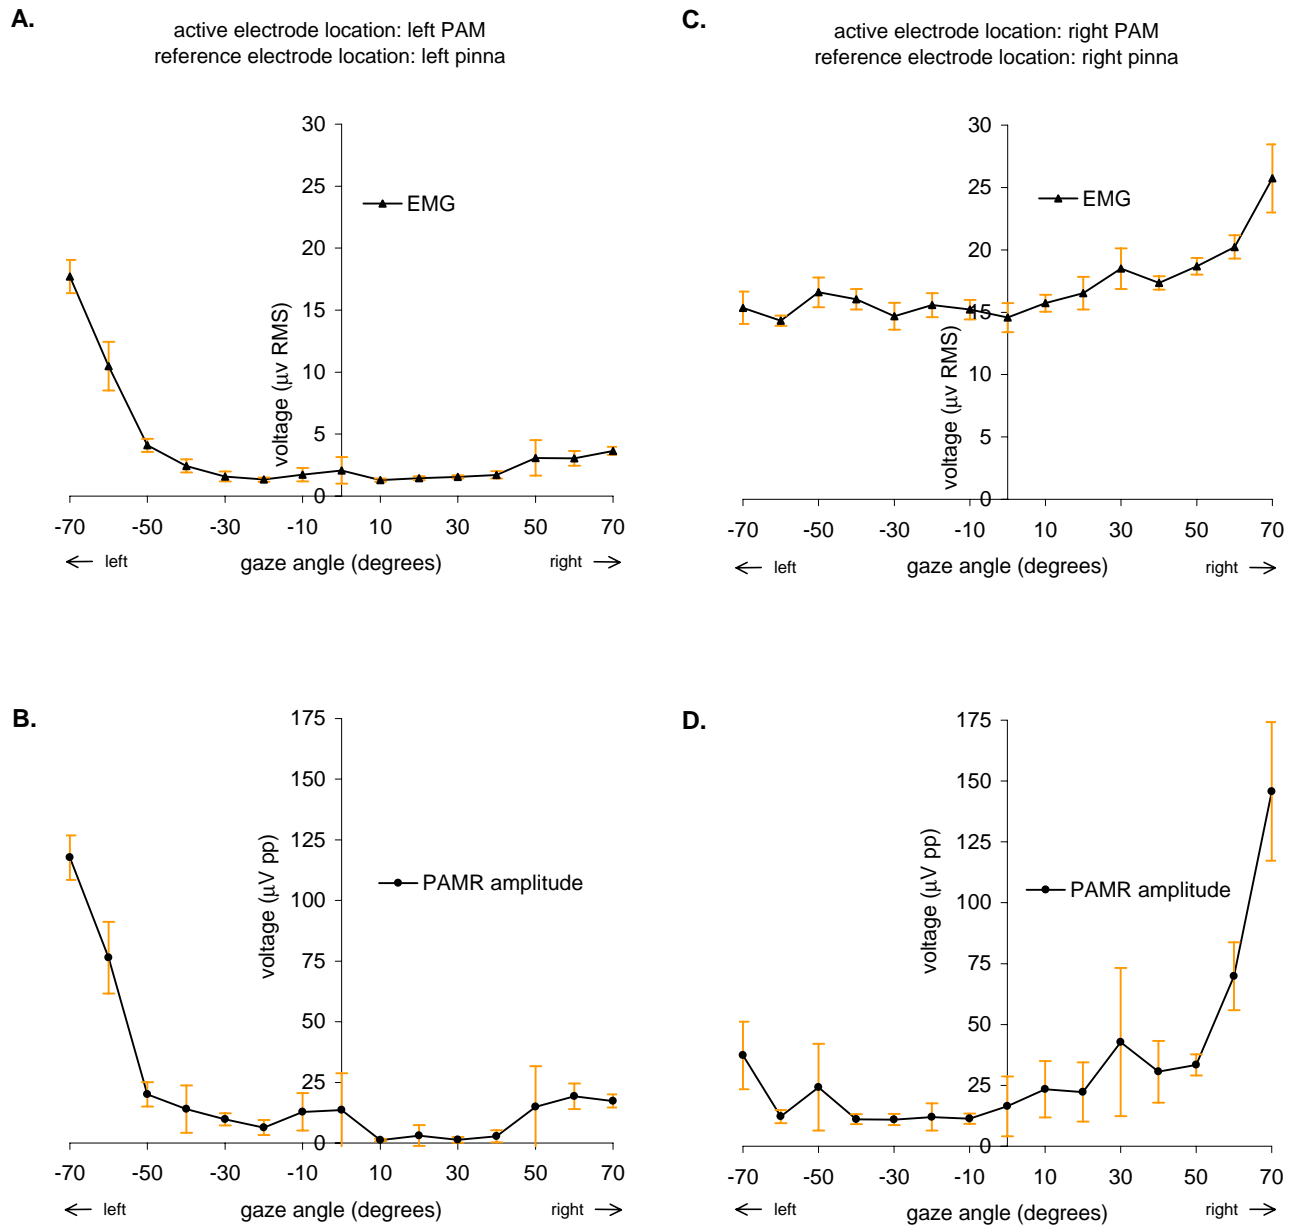 A.
active electrode location: left PAM
reference electrode location: left pinna
30
25
20
15
10
5
0
voltage (μv RMS)
EMG
-70 -50 -30 -10 10 30 50 70
← left gaze angle (degrees) right →
C.
active electrode location: right PAM
reference electrode location: right pinna
30
25
20
15
10
5
0
voltage (μv RMS)
EMG
-70 -50 -30 -10 10 30 50 70
← left gaze angle (degrees) right →
B.
175
150
125
100
75
50
25
0
voltage (μV pp)
PAMR amplitude
-70 -50 -30 -10 10 30 50 70
← left gaze angle (degrees) right →
D.
175
150
125
100
75
50
25
0
voltage (μV pp)
PAMR amplitude
-70 -50 -30 -10 10 30 50 70
← left gaze angle (degrees) right →